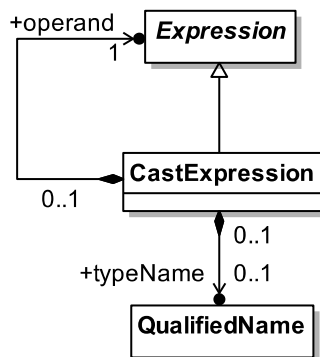 +operand
Expression
1
CastExpression
0..1
0..1
+typeName
0..1
QualifiedName